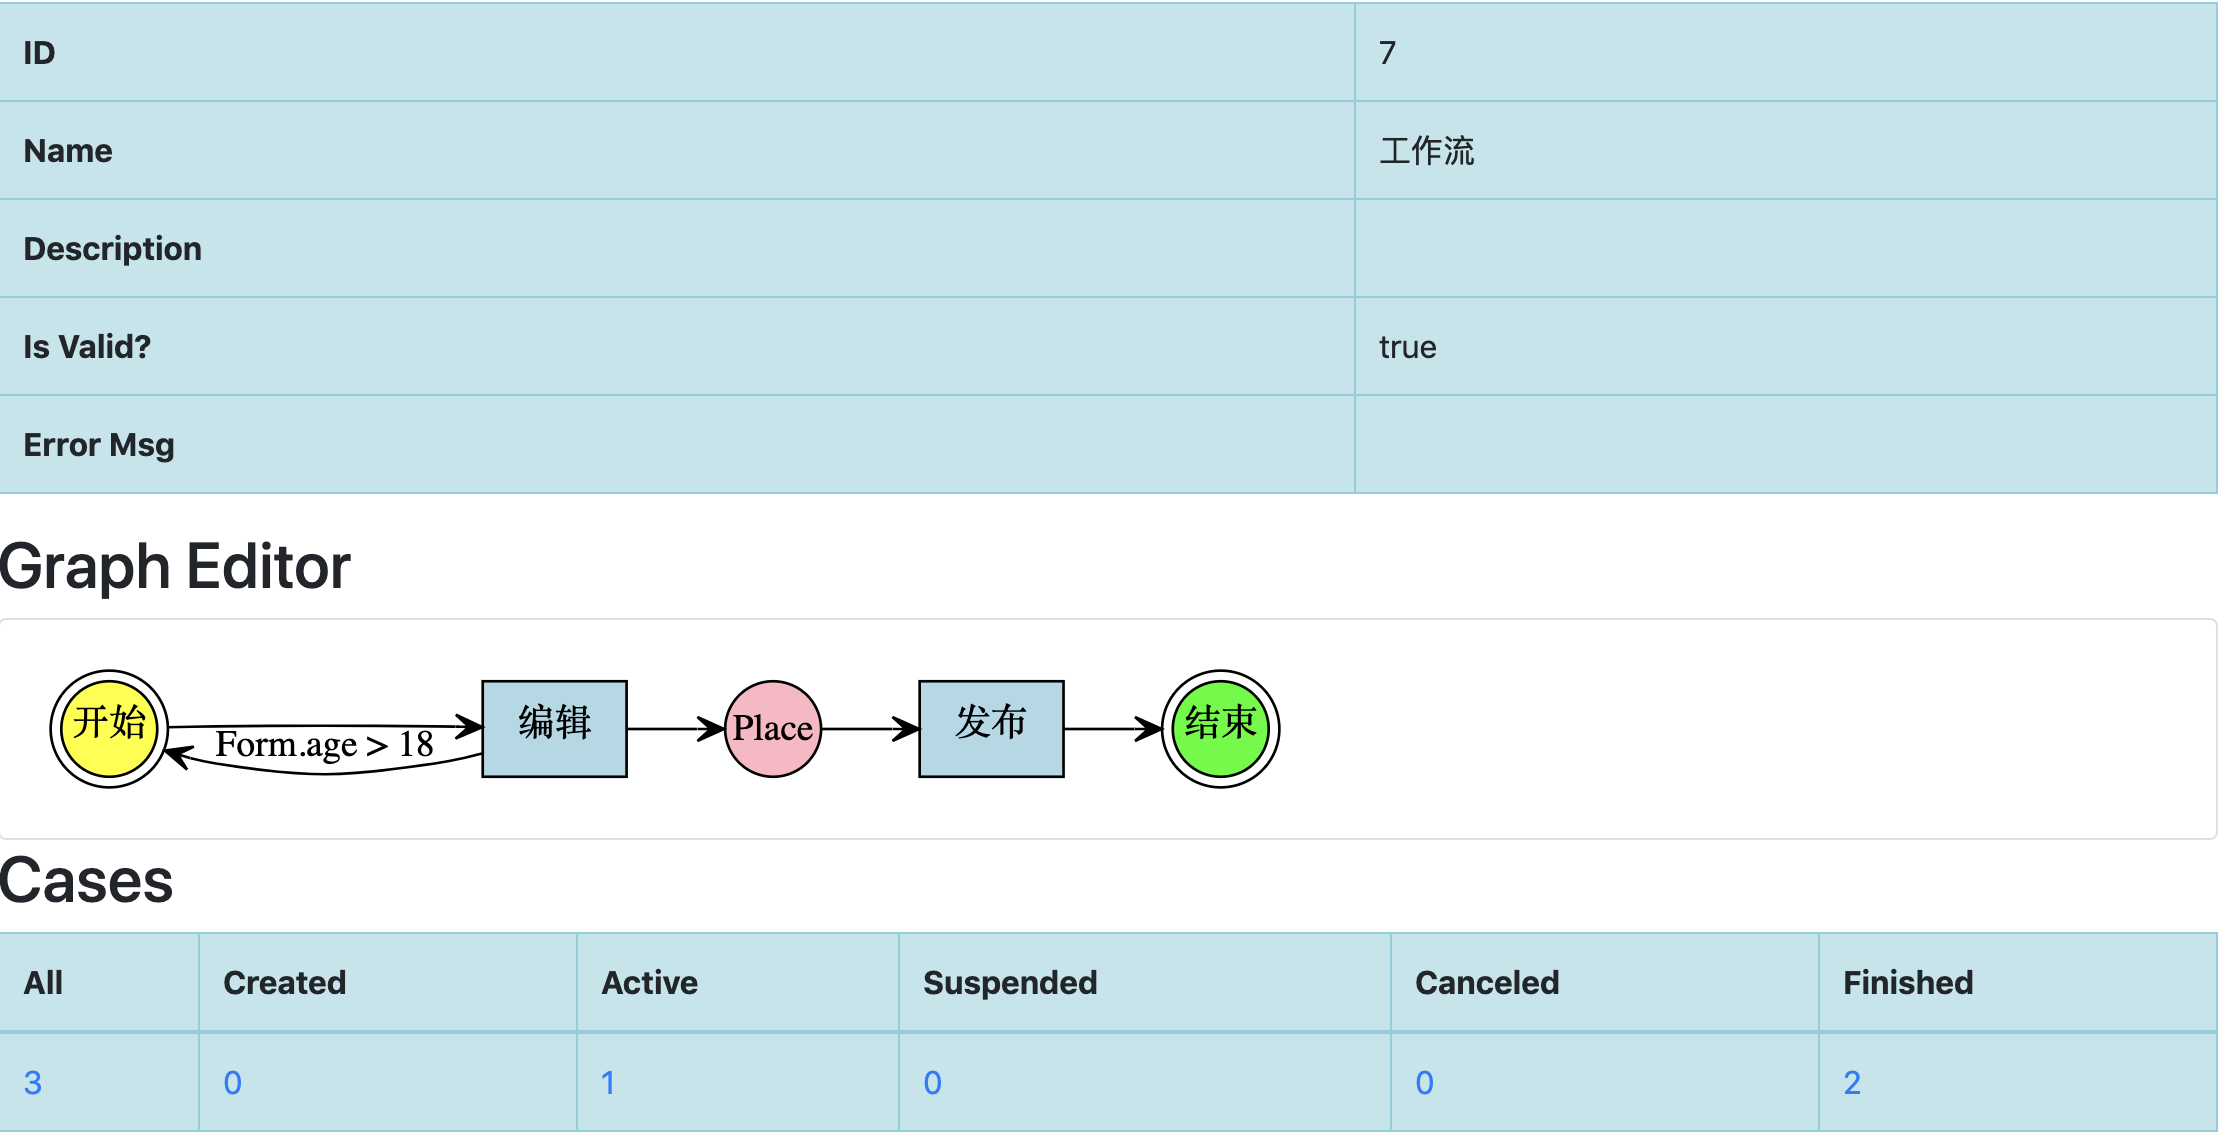 ID 7
Name 工作流
Description
Is Valid? true
Error Msg
Graph Editor
开始 Form.age > 18 编辑 Place 发布 结束
Cases
All Created Active Suspended Canceled Finished
3 0 1 0 0 2